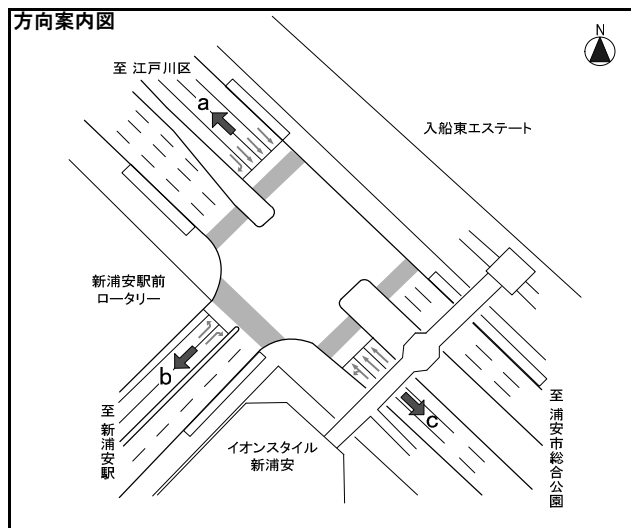 方向案内図
N
至 江戸川区
a
入船東エステート
新浦安駅前
ロータリー
b
至 新浦安駅
c
イオンスタイル
新浦安
至 浦安市総合公園